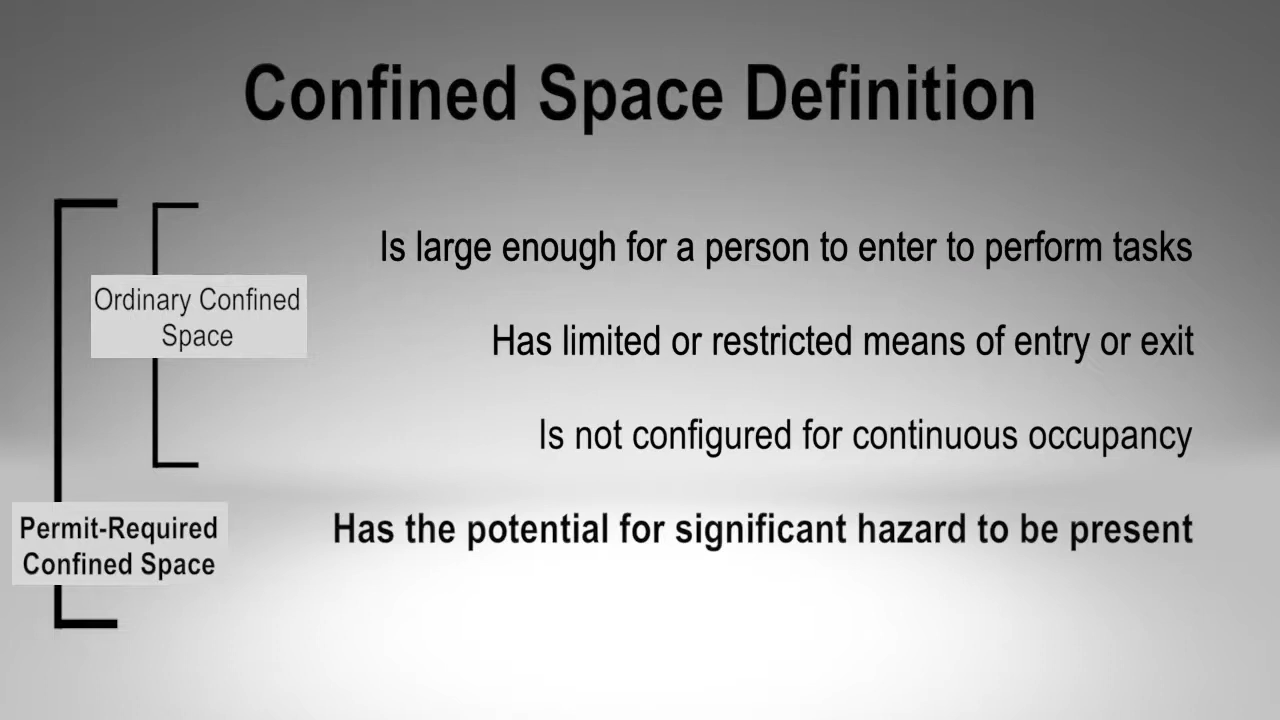 Confined Space Definition
Is large enough for a person to enter to perform tasks
Ordinary Confined
Space
Has limited or restricted means of entry or exit
Is not configured for continuous occupancy
Permit-Required
Confined Space
Has the potential for significant hazard to be present